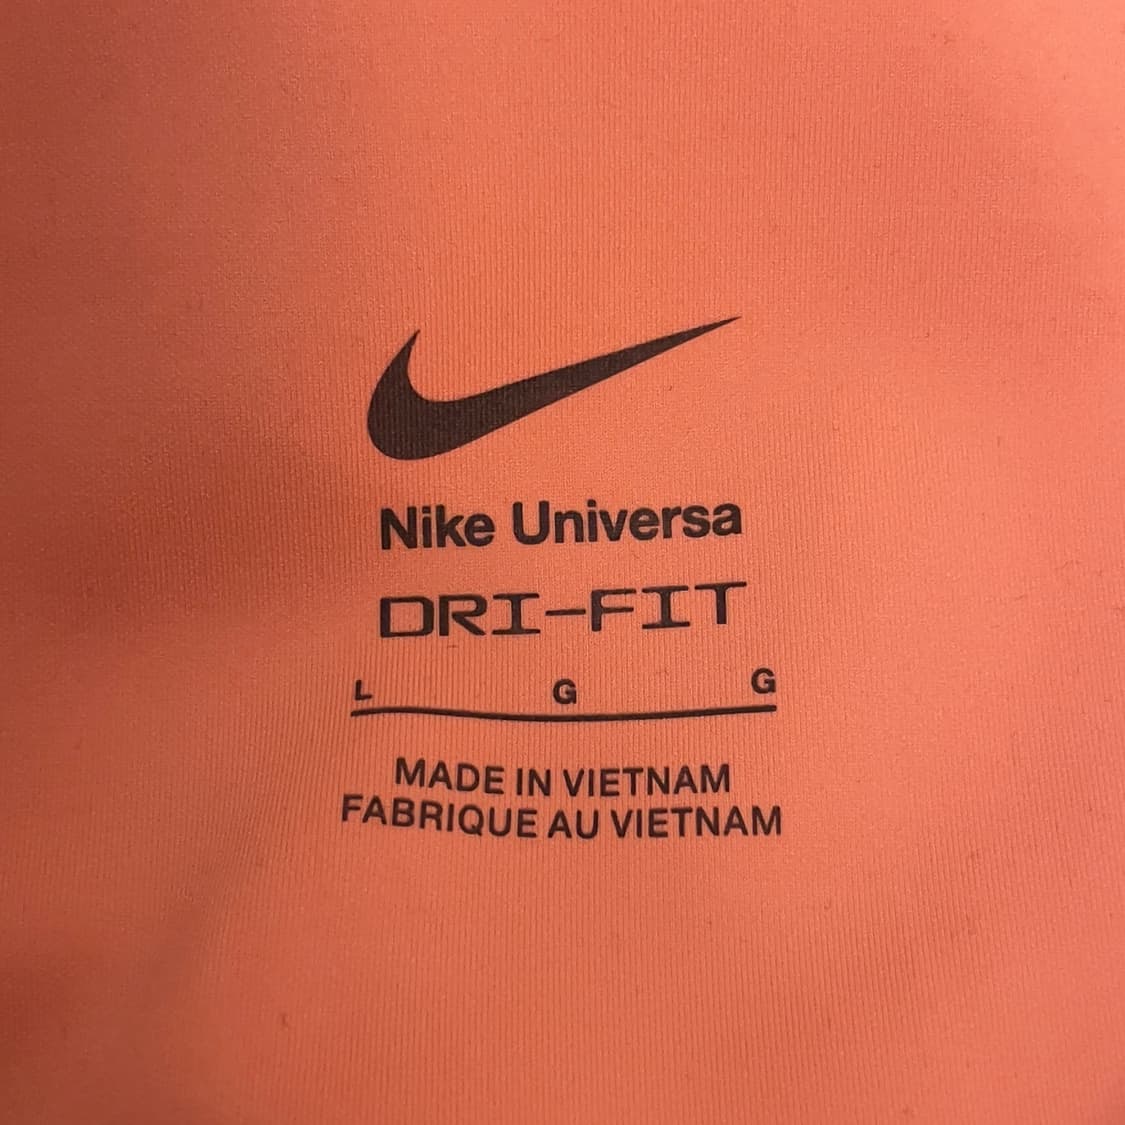 Nike Universa
DRI-FIT
L G G
MADE IN VIETNAM
FABRIQUE AU VIETNAM